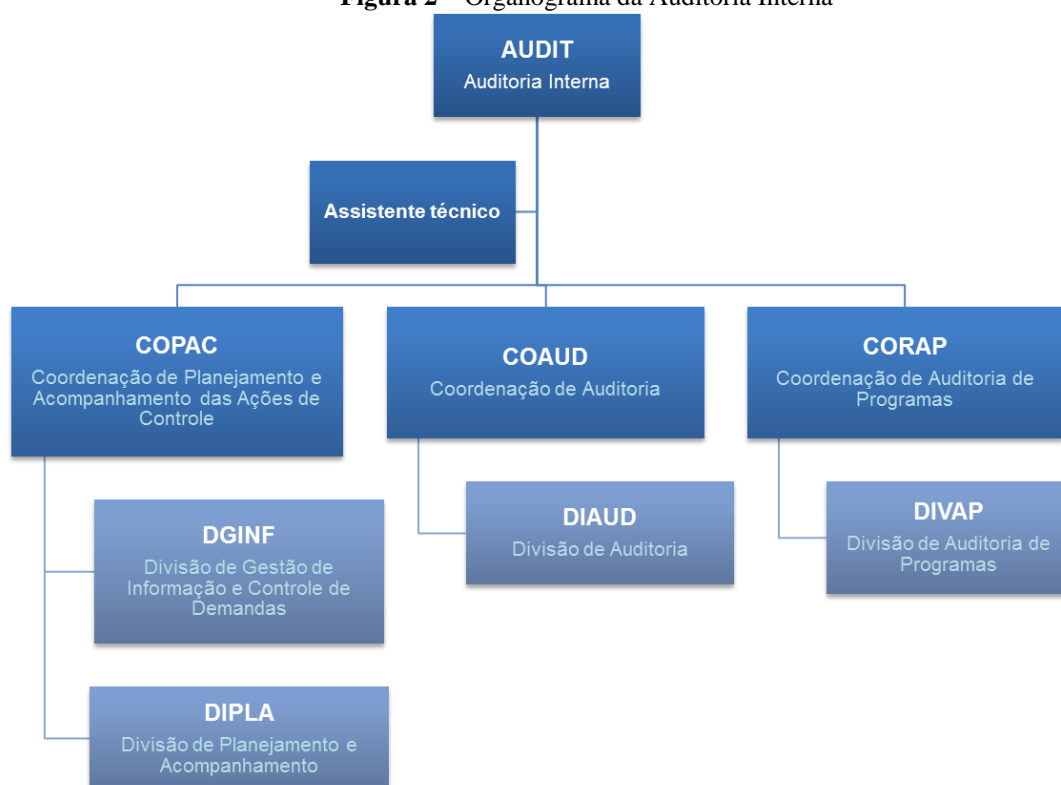 Figura 2 – Organograma da Auditoria Interna
AUDIT
Auditoria Interna
Assistente técnico
COPAC
Coordenação de Planejamento e
Acompanhamento das Ações de
Controle
COAUD
Coordenação de Auditoria
CORAP
Coordenação de Auditoria de
Programas
DGINF
Divisão de Gestão de
Informação e Controle de
Demandas
DIAUD
Divisão de Auditoria
DIVAP
Divisão de Auditoria de
Programas
DIPLA
Divisão de Planejamento e
Acompanhamento